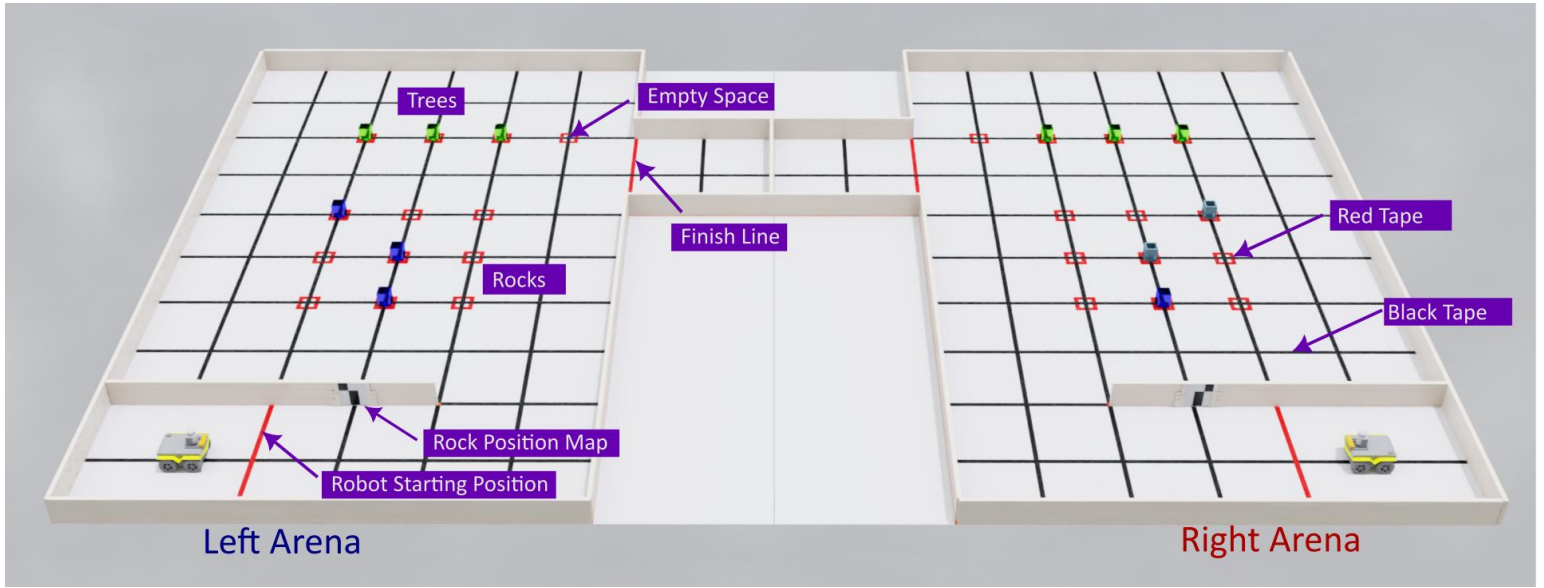 Trees
Empty Space
Finish Line
Red Tape
Rocks
Black Tape
Rock Position Map
Robot Starting Position
Left Arena
Right Arena